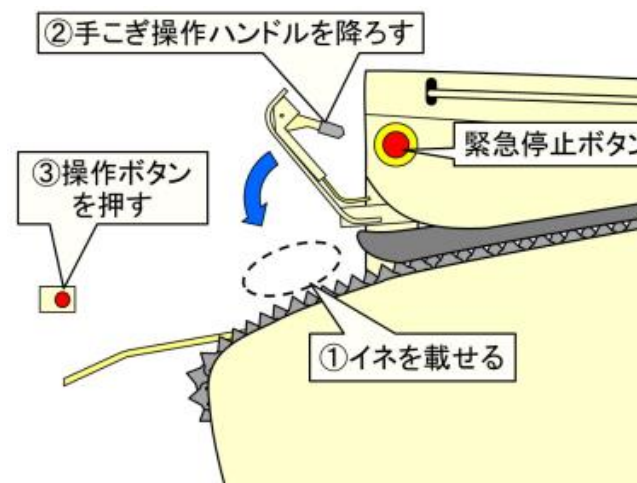 ②手こぎ操作ハンドルを降ろす
緊急停止ボタン
③操作ボタン
を押す
①イネを載せる